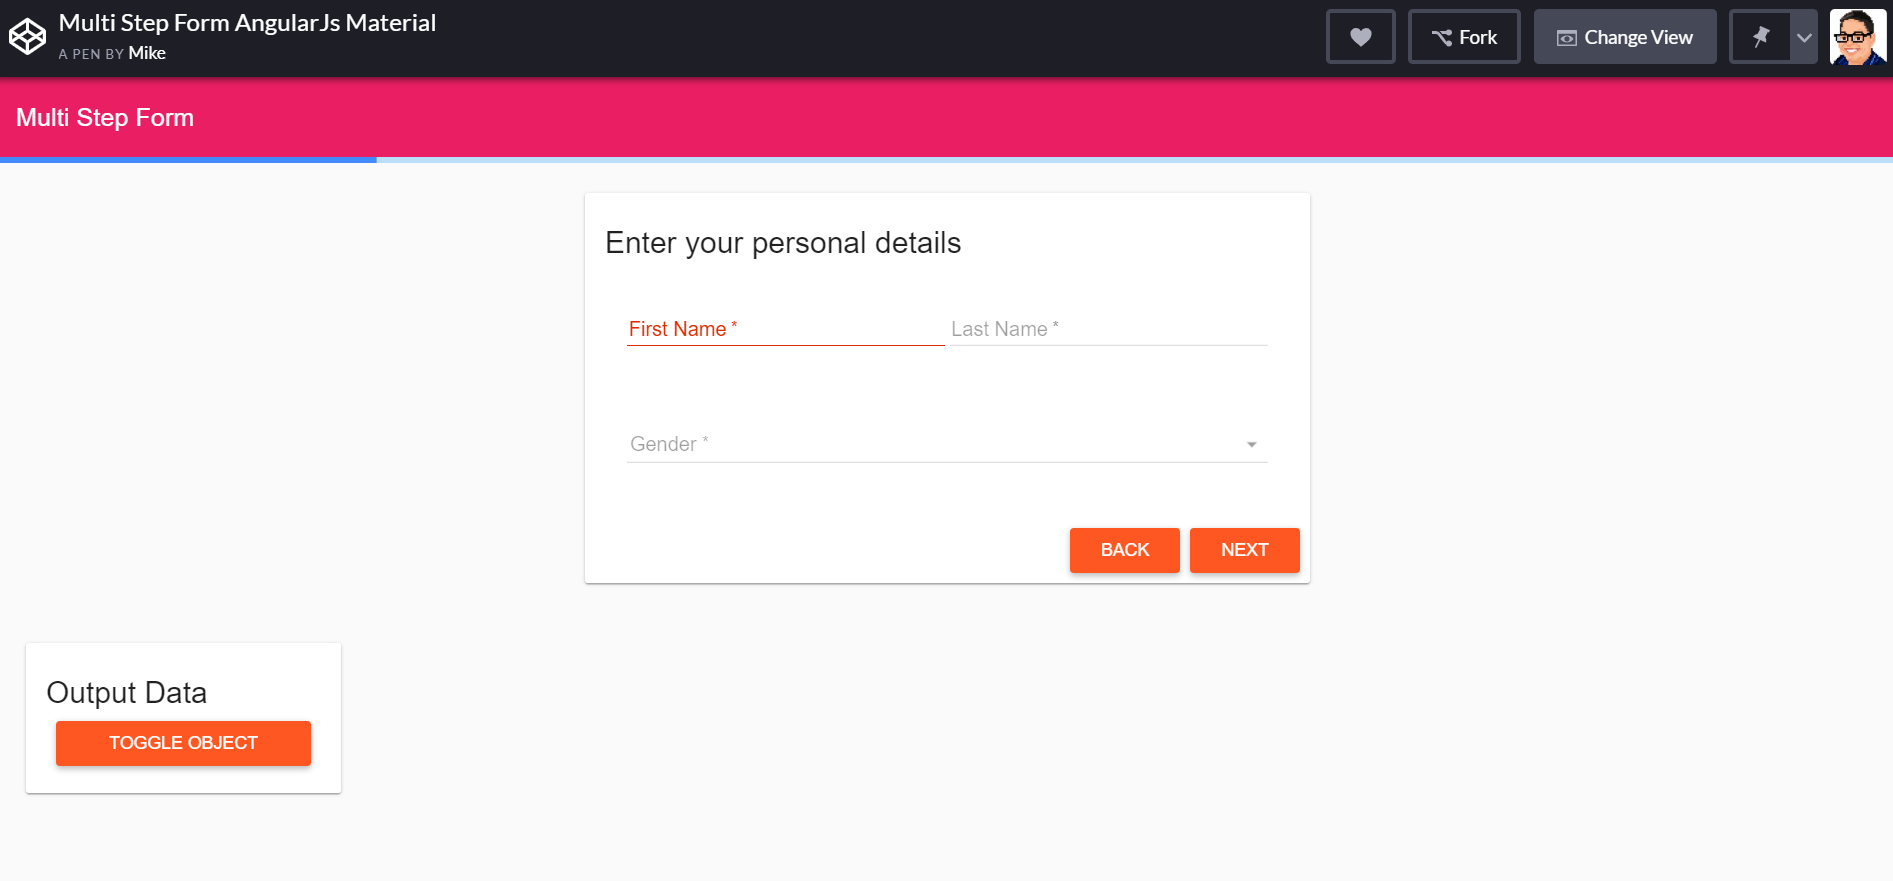 Multi Step Form AngularJs Material
A PEN BY Mike
Fork
Change View
Multi Step Form
Enter your personal details
First Name *
Last Name *
Gender *
BACK
NEXT
Output Data
TOGGLE OBJECT